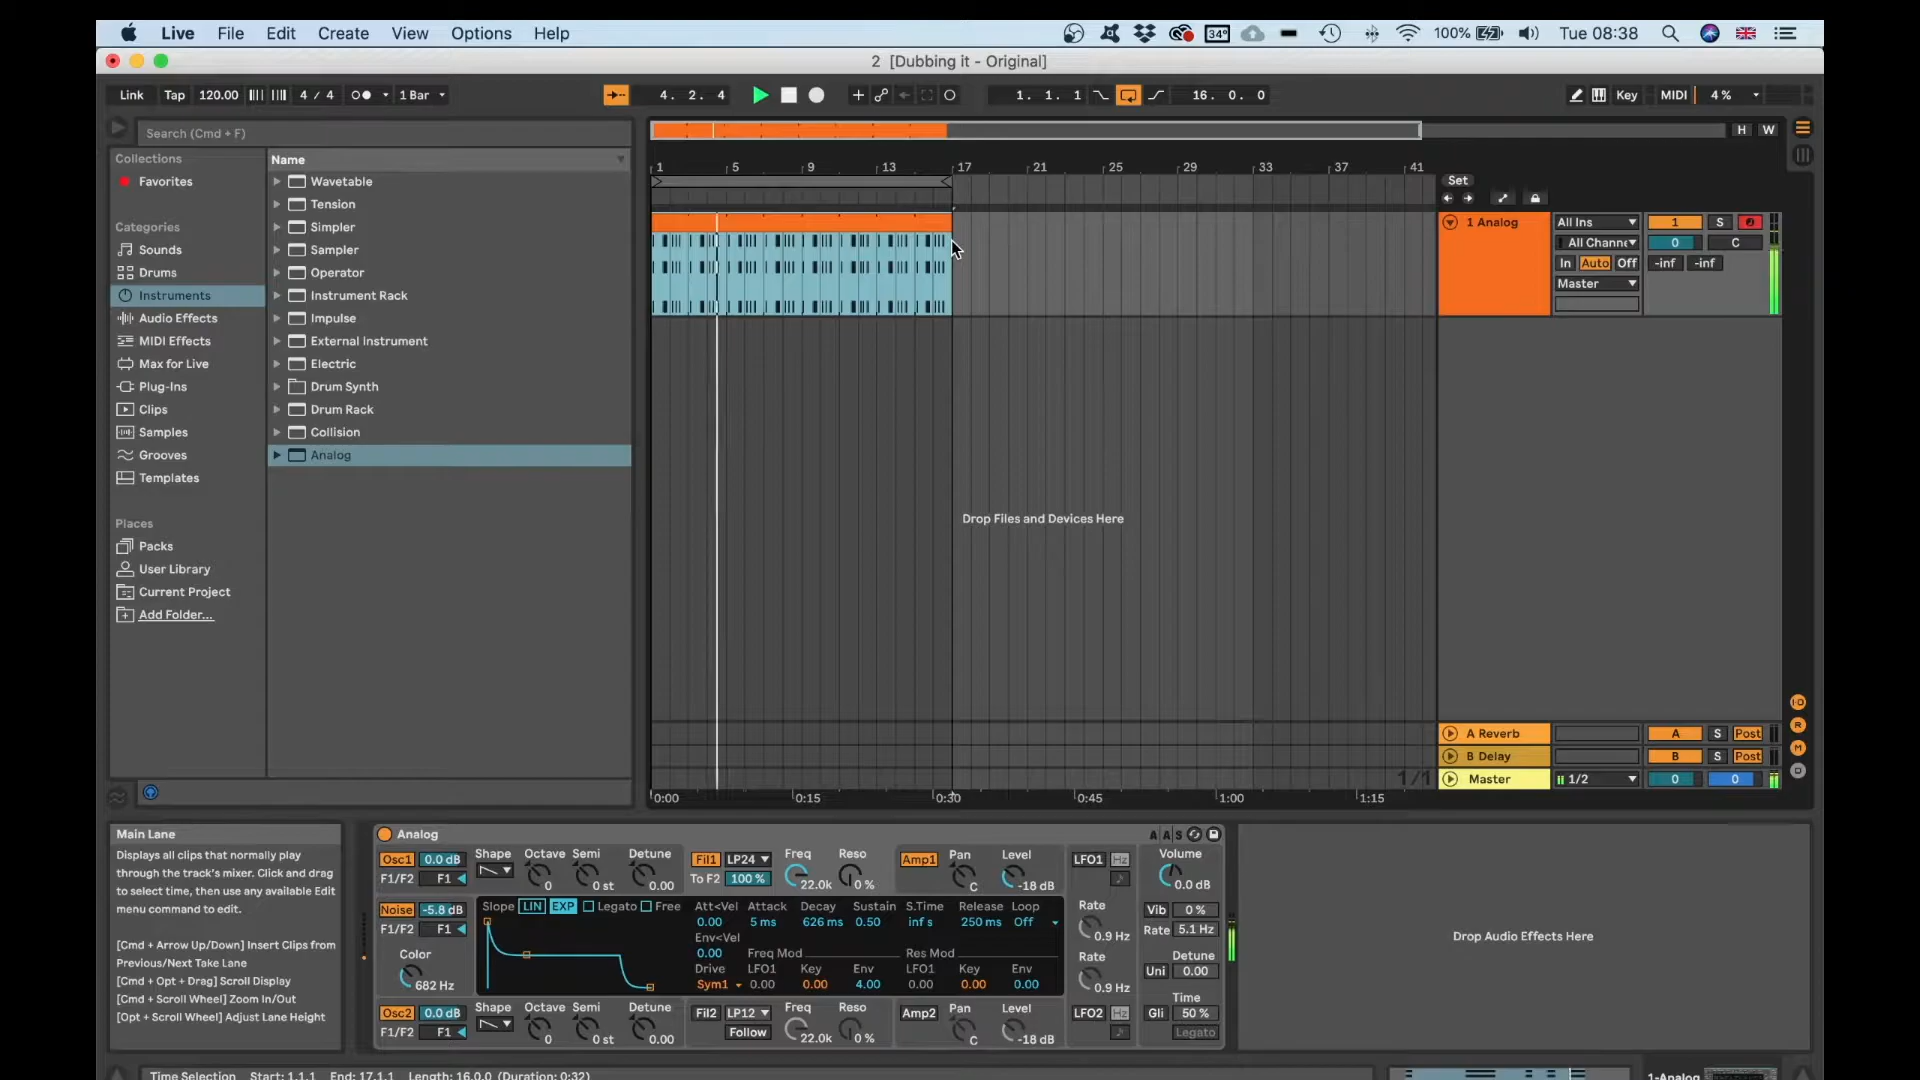 Live File Edit Create View Options Help 34° 100% Tue 08:38
2 [Dubbing it - Original]
Link Tap 120.00 4 / 4 1 Bar 4. 2. 4 1. 1. 1 16. 0. 0 Key MIDI 4 %
Search (Cmd + F)
H W
Collections
Favorites
Categories
Sounds
Drums
Instruments
Audio Effects
MIDI Effects
Max for Live
Plug-Ins
Clips
Samples
Grooves
Templates
Places
Packs
User Library
Current Project
Add Folder...
Name
Wavetable
Tension
Simpler
Sampler
Operator
Instrument Rack
Impulse
External Instrument
Electric
Drum Synth
Drum Rack
Collision
Analog
1 5 9 13 17 21 25 29 33 37 41
Set
1 Analog All Ins 1 S
All Channe 0 C
In Auto Off -inf -inf
Master
Drop Files and Devices Here
A Reverb A S Post
B Delay B S Post
1/1 Master 1/2 0 0
0:00 0:15 0:30 0:45 1:00 1:15
Main Lane
Displays all clips that normally play
through the track's mixer. Click and drag
to select time, then use any available Edit
menu command to edit.
[Cmd + Arrow Up/Down] Insert Clips from
Previous/Next Take Lane
[Cmd + Opt + Drag] Scroll Display
[Cmd + Scroll Wheel] Zoom In/Out
[Opt + Scroll Wheel] Adjust Lane Height
Analog A A S
Osc1 0.0 dB Shape Octave Semi Detune Fil1 LP24 Freq Reso Amp1 Pan Level LFO1 Hz Volume
F1/F2 F1 0 0 st 0.00 To F2 100 % 22.0k 0 % C -18 dB 0.0 dB
Noise -5.8 dB Slope LIN EXP Legato Free Att<Vel Attack Decay Sustain S.Time Release Loop Rate Vib 0 %
F1/F2 F1 0.00 5 ms 626 ms 0.50 inf s 250 ms Off 0.9 Hz Rate 5.1 Hz
Color Env<Vel
682 Hz 0.00 Freq Mod Res Mod Rate Detune
Drive LFO1 Key Env LFO1 Key Env 0.9 Hz Uni 0.00
Sym1 0.00 0.00 4.00 0.00 0.00 0.00 Time
Osc2 0.0 dB Shape Octave Semi Detune Fil2 LP12 Freq Reso Amp2 Pan Level LFO2 Hz Gli 50 %
F1/F2 F1 0 0 st 0.00 Follow 22.0k 0 % C -18 dB Legato
Drop Audio Effects Here
Time Selection Start: 1.1.1 End: 17.1.1 Length: 16.0.0 (Duration: 0:32) 1-Analog